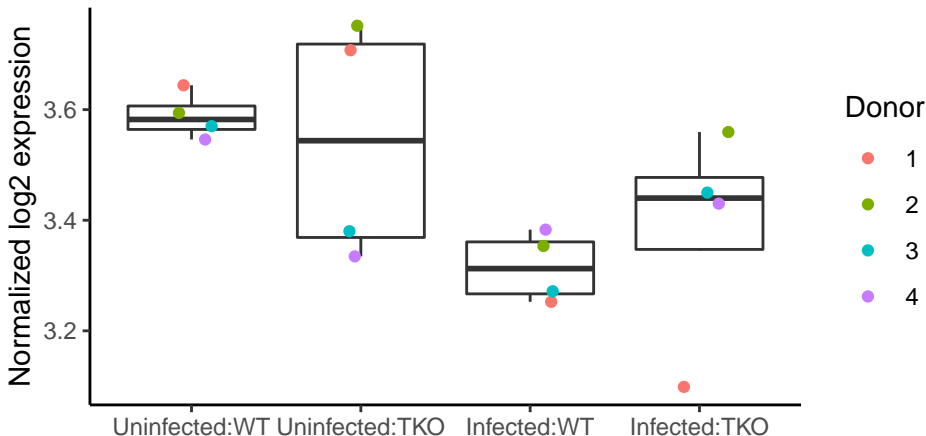 Normalized log2 expression
3.6
3.4
3.2
Uninfected:WT
Uninfected:TKO
Infected:WT
Infected:TKO
Donor
1
2
3
4